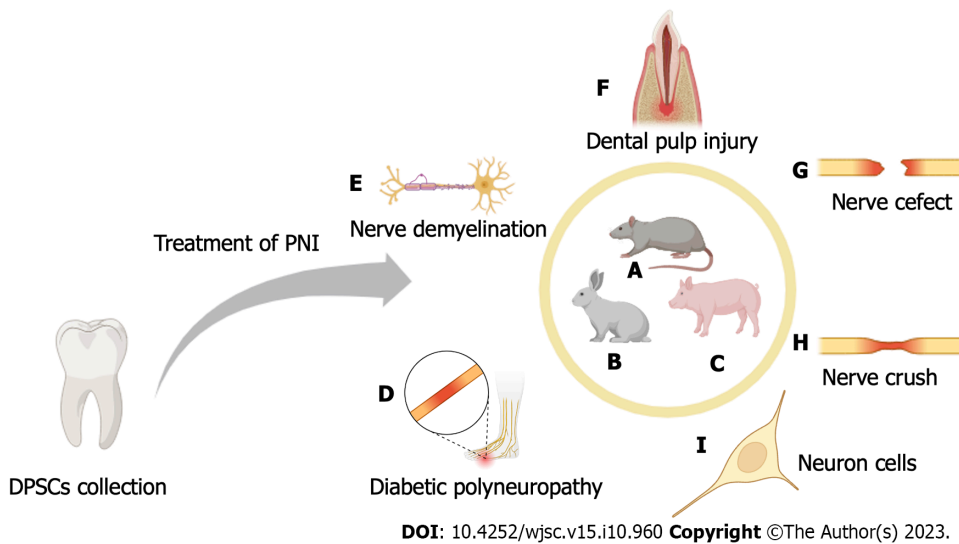 F
Dental pulp injury
E
Nerve demyelination
G
Nerve cefect
Treatment of PNI
A
B
C
H
Nerve crush
D
Diabetic polyneuropathy
I
Neuron cells
DPSCs collection
DOI: 10.4252/wjsc.v15.i10.960 Copyright ©The Author(s) 2023.